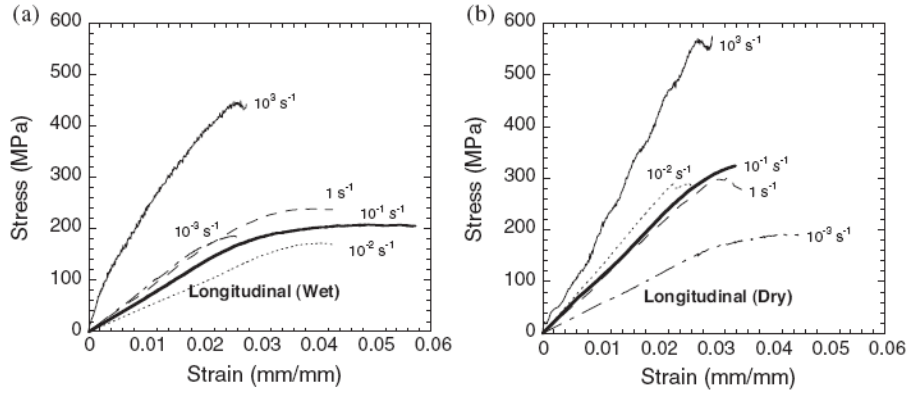 (a)
600
500
400
300
200
100
0
Stress (MPa)
10³ s⁻¹
1 s⁻¹
10⁻³ s⁻¹
10⁻¹ s⁻¹
10⁻² s⁻¹
Longitudinal (Wet)
0 0.01 0.02 0.03 0.04 0.05 0.06
Strain (mm/mm)
(b)
600
500
400
300
200
100
0
Stress (MPa)
10³ s⁻¹
10⁻² s⁻¹
10⁻¹ s⁻¹
1 s⁻¹
10⁻³ s⁻¹
Longitudinal (Dry)
0 0.01 0.02 0.03 0.04 0.05 0.06
Strain (mm/mm)